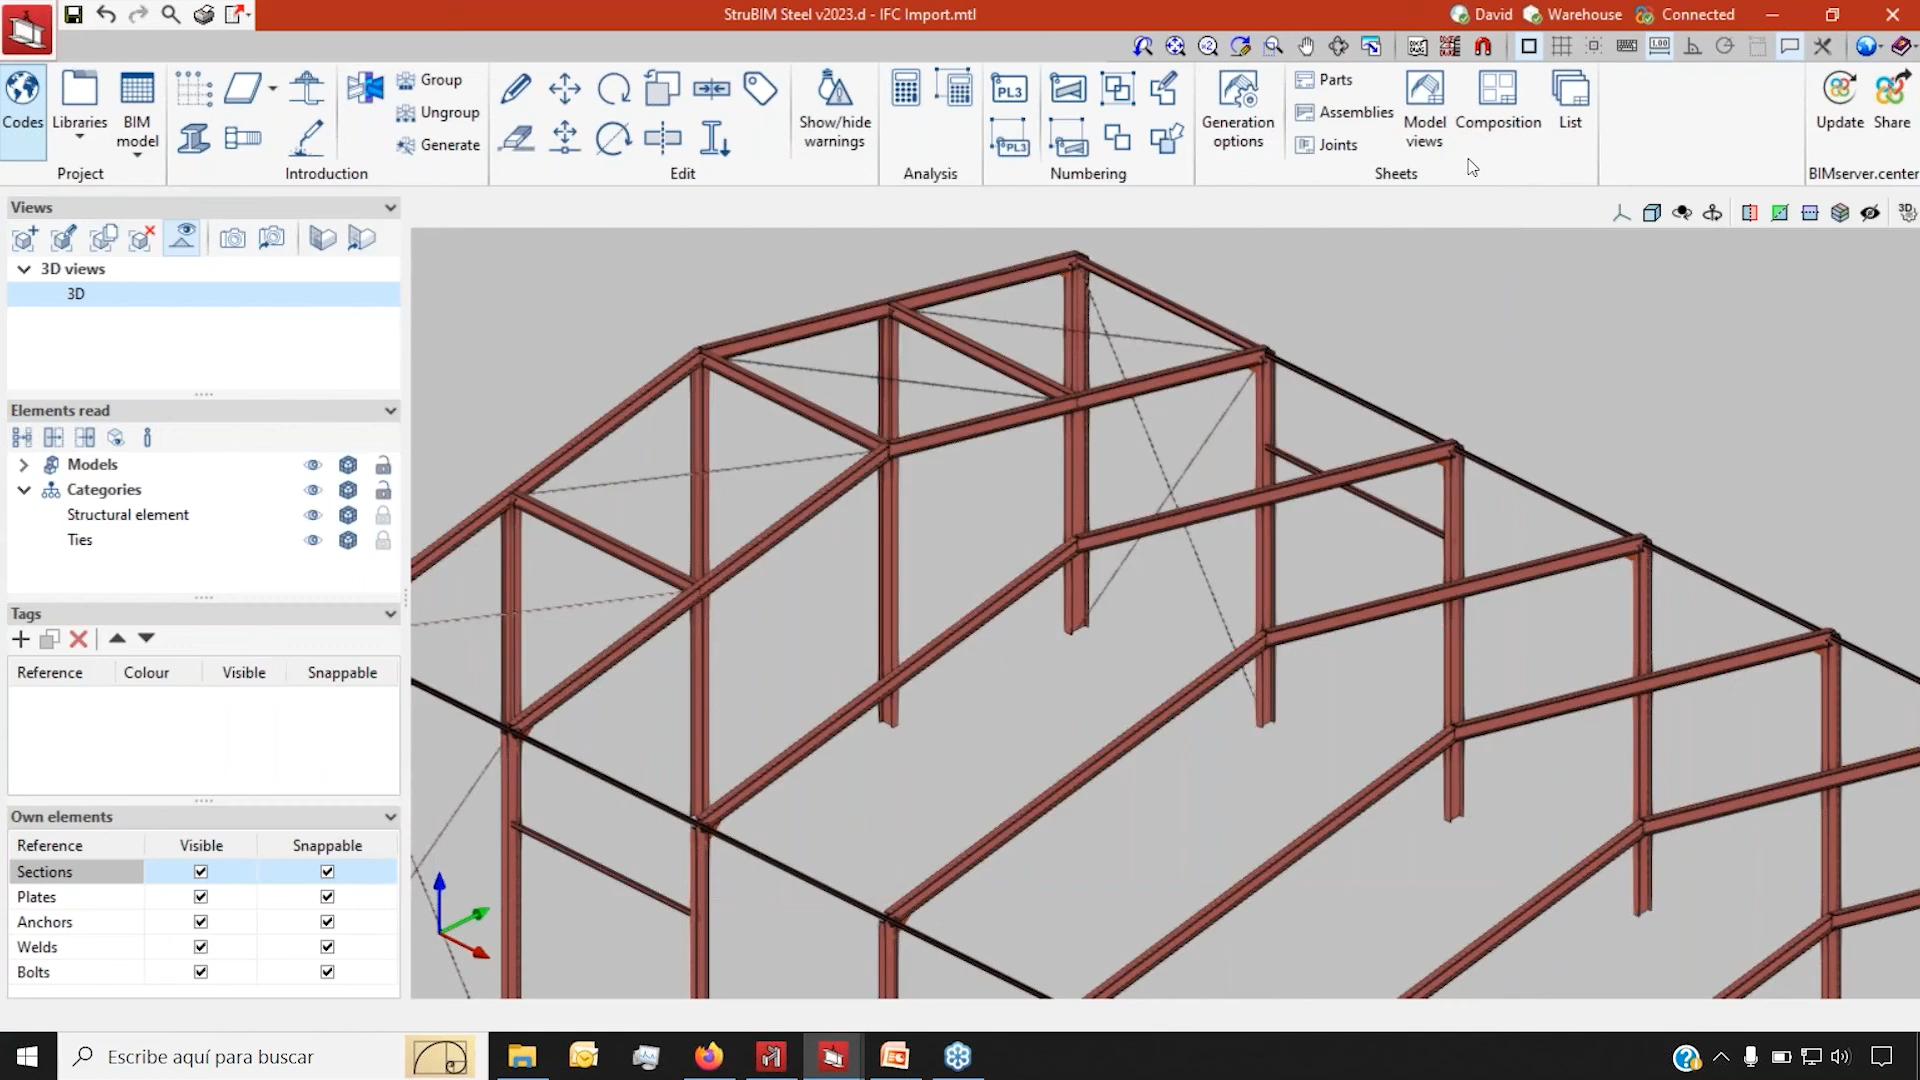 StruBIM Steel v2023.d - IFC Import.mtl
David
Warehouse
Connected
Codes
Libraries
BIM
model
Project
Group
Ungroup
Generate
Introduction
Edit
Show/hide
warnings
Analysis
PL3
PL3
Numbering
Generation
options
Parts
Assemblies
Joints
Model
views
Composition
List
Sheets
Update
Share
BIMserver.center
Views
3D views
3D
3D
Elements read
Models
Categories
Structural element
Ties
Tags
Reference Colour Visible Snappable
Own elements
Reference Visible Snappable
Sections
Plates
Anchors
Welds
Bolts
Escribe aquí para buscar